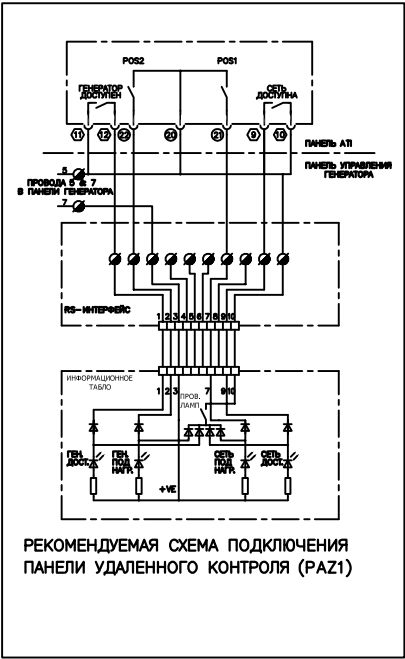 POS2 POS1
ГЕНЕРАТОР
ДОСТУПЕН
СЕТЬ
ДОСТУПНА
11 12 22 20 21 9 10
ПАНЕЛЬ ATI
ПАНЕЛЬ УПРАВЛЕНИЯ
ГЕНЕРАТОРА
5
ПРОВОДА 5 & 7
В ПАНЕЛИ ГЕНЕРАТОРА
7
RS-ИНТЕРФЕЙС
1 2 3 4 5 6 7 8 9 10
ИНФОРМАЦИОННОЕ
ТАБЛО
1 2 3 7 9 10
ПРОВ.
ЛАМП
ГЕН.
ДОСТ.
ГЕН.
ПОД
НАГР.
СЕТЬ
ПОД
НАГР.
СЕТЬ
ДОСТ.
+VE
РЕКОМЕНДУЕМАЯ СХЕМА ПОДКЛЮЧЕНИЯ
ПАНЕЛИ УДАЛЕННОГО КОНТРОЛЯ (PAZ1)